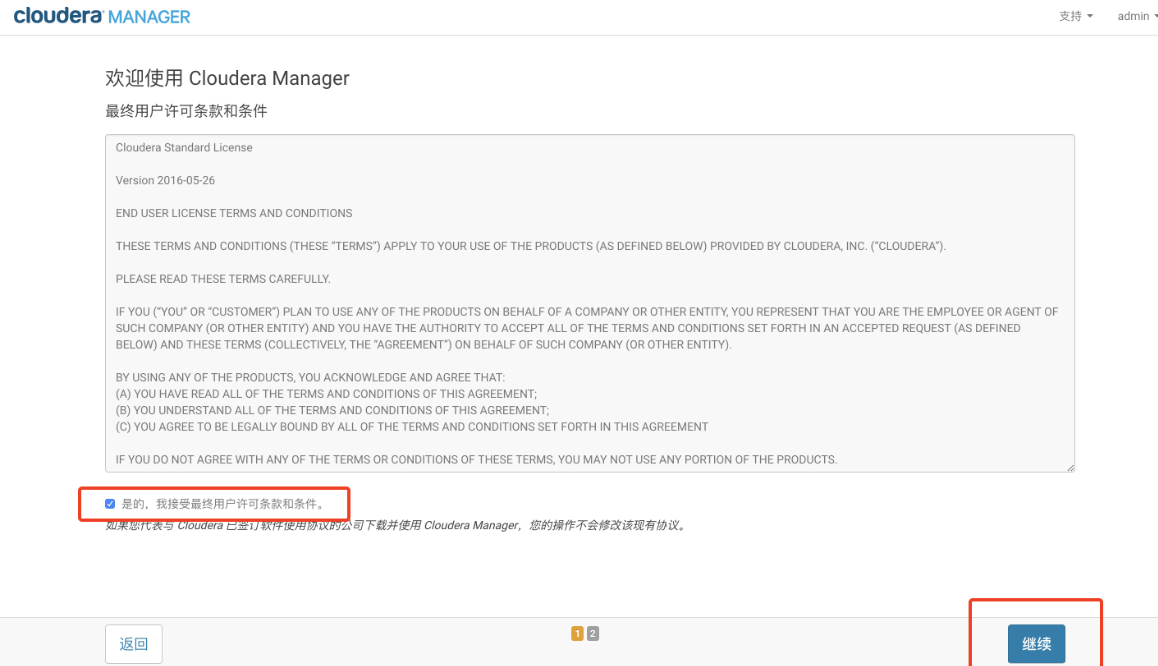 cloudera MANAGER
支持
admin
欢迎使用 Cloudera Manager
最终用户许可条款和条件
Cloudera Standard License
Version 2016-05-26
END USER LICENSE TERMS AND CONDITIONS
THESE TERMS AND CONDITIONS (THESE “TERMS”) APPLY TO YOUR USE OF THE PRODUCTS (AS DEFINED BELOW) PROVIDED BY CLOUDERA, INC. (“CLOUDERA”).
PLEASE READ THESE TERMS CAREFULLY.
IF YOU (“YOU” OR “CUSTOMER”) PLAN TO USE ANY OF THE PRODUCTS ON BEHALF OF A COMPANY OR OTHER ENTITY, YOU REPRESENT THAT YOU ARE THE EMPLOYEE OR AGENT OF
SUCH COMPANY (OR OTHER ENTITY) AND YOU HAVE THE AUTHORITY TO ACCEPT ALL OF THE TERMS AND CONDITIONS SET FORTH IN AN ACCEPTED REQUEST (AS DEFINED
BELOW) AND THESE TERMS (COLLECTIVELY, THE “AGREEMENT”) ON BEHALF OF SUCH COMPANY (OR OTHER ENTITY).
BY USING ANY OF THE PRODUCTS, YOU ACKNOWLEDGE AND AGREE THAT:
(A) YOU HAVE READ ALL OF THE TERMS AND CONDITIONS OF THIS AGREEMENT;
(B) YOU UNDERSTAND ALL OF THE TERMS AND CONDITIONS OF THIS AGREEMENT;
(C) YOU AGREE TO BE LEGALLY BOUND BY ALL OF THE TERMS AND CONDITIONS SET FORTH IN THIS AGREEMENT
IF YOU DO NOT AGREE WITH ANY OF THE TERMS OR CONDITIONS OF THESE TERMS, YOU MAY NOT USE ANY PORTION OF THE PRODUCTS.
是的，我接受最终用户许可条款和条件。
如果您代表与 Cloudera 已签订软件使用协议的公司下载并使用 Cloudera Manager，您的操作不会修改该现有协议。
返回
1 2
继续